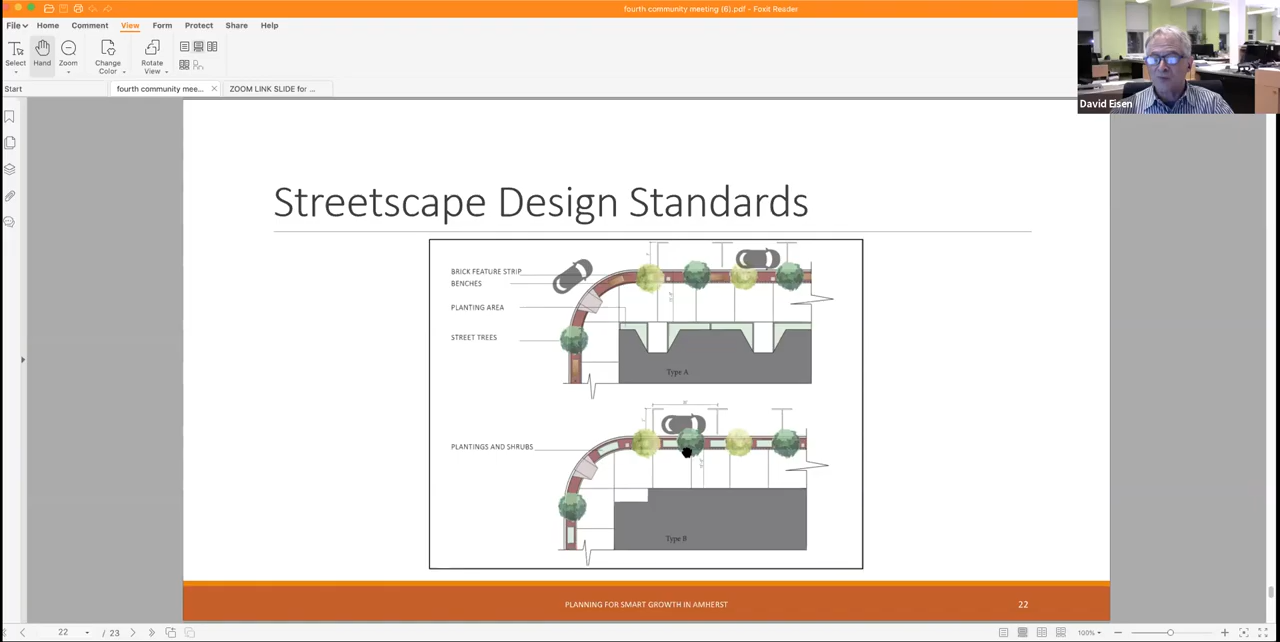 fourth community meeting (6).pdf - Foxit Reader
File Home Comment View Form Protect Share Help
Select Hand Zoom Change Color Rotate View
Start fourth community mee... ZOOM LINK SLIDE for ...
David Eisen
Streetscape Design Standards
BRICK FEATURE STRIP
BENCHES
PLANTING AREA
STREET TREES
Type A
PLANTINGS AND SHRUBS
Type B
PLANNING FOR SMART GROWTH IN AMHERST
22
22 / 23
100%